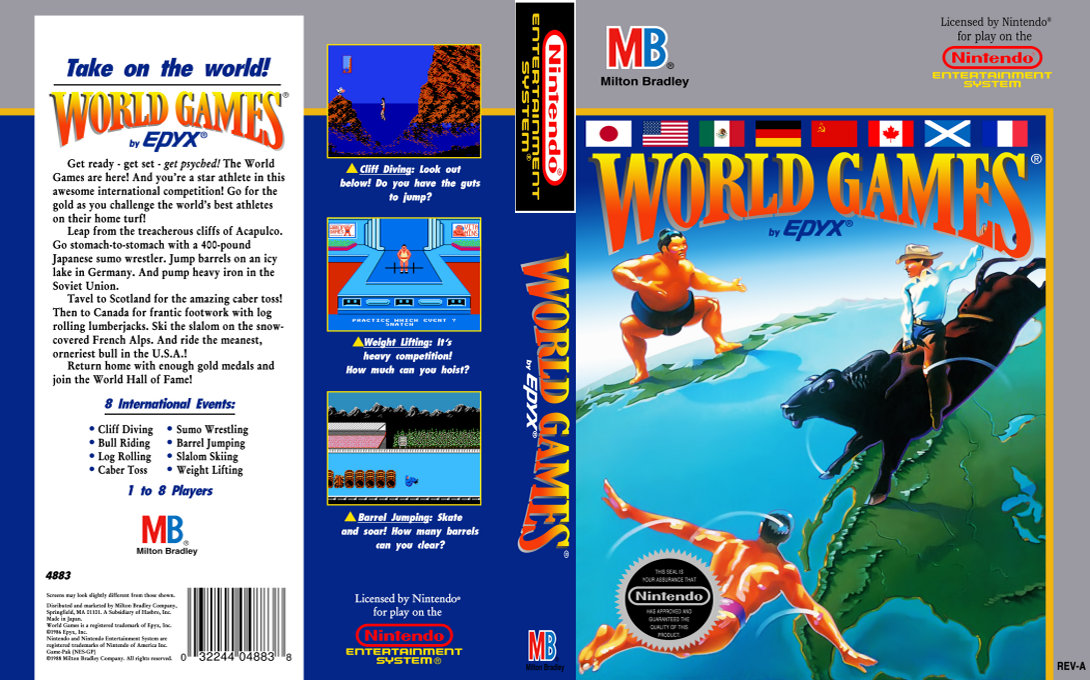 Take on the world!
WORLD GAMES®
by EPYX®
Get ready - get set - get psyched! The World
Games are here! And you're a star athlete in this
awesome international competition! Go for the
gold as you challenge the world's best athletes
on their home turf!
Leap from the treacherous cliffs of Acapulco.
Go stomach-to-stomach with a 400-pound
Japanese sumo wrestler. Jump barrels on an icy
lake in Germany. And pump heavy iron in the
Soviet Union.
Tavel to Scotland for the amazing caber toss!
Then to Canada for frantic footwork with log
rolling lumberjacks. Ski the slalom on the snow-
covered French Alps. And ride the meanest,
orneriest bull in the U.S.A.!
Return home with enough gold medals and
join the World Hall of Fame!
8 International Events:
• Cliff Diving
• Bull Riding
• Log Rolling
• Caber Toss
• Sumo Wrestling
• Barrel Jumping
• Slalom Skiing
• Weight Lifting
1 to 8 Players
MB®
Milton Bradley
4883
Screens may look slightly different from those shown.
Distributed and marketed by Milton Bradley Company,
Springfield, MA 01101. A Subsidiary of Hasbro, Inc.
Made in Japan.
World Games is a registered trademark of Epyx, Inc.
©1986 Epyx, Inc.
Nintendo and Nintendo Entertainment System are
registered trademarks of Nintendo of America Inc.
Game-Pak (NES-GP)
©1988 Milton Bradley Company. All rights reserved.
0 32244 04883 8
Cliff Diving: Look out
below! Do you have the guts
to jump?
PRACTICE WHICH EVENT ?
SNATCH
Weight Lifting: It's
heavy competition!
How much can you hoist?
Barrel Jumping: Skate
and soar! How many barrels
can you clear?
Licensed by Nintendo®
for play on the
Nintendo
ENTERTAINMENT
SYSTEM®
Nintendo®
ENTERTAINMENT
SYSTEM®
WORLD GAMES®
by EPYX®
MB
Milton Bradley
MB®
Milton Bradley
Licensed by Nintendo®
for play on the
Nintendo
ENTERTAINMENT
SYSTEM
WORLD GAMES®
by EPYX®
THIS SEAL IS
YOUR ASSURANCE THAT
Nintendo
HAS APPROVED AND
GUARANTEED THE
QUALITY OF THIS
PRODUCT
REV-A